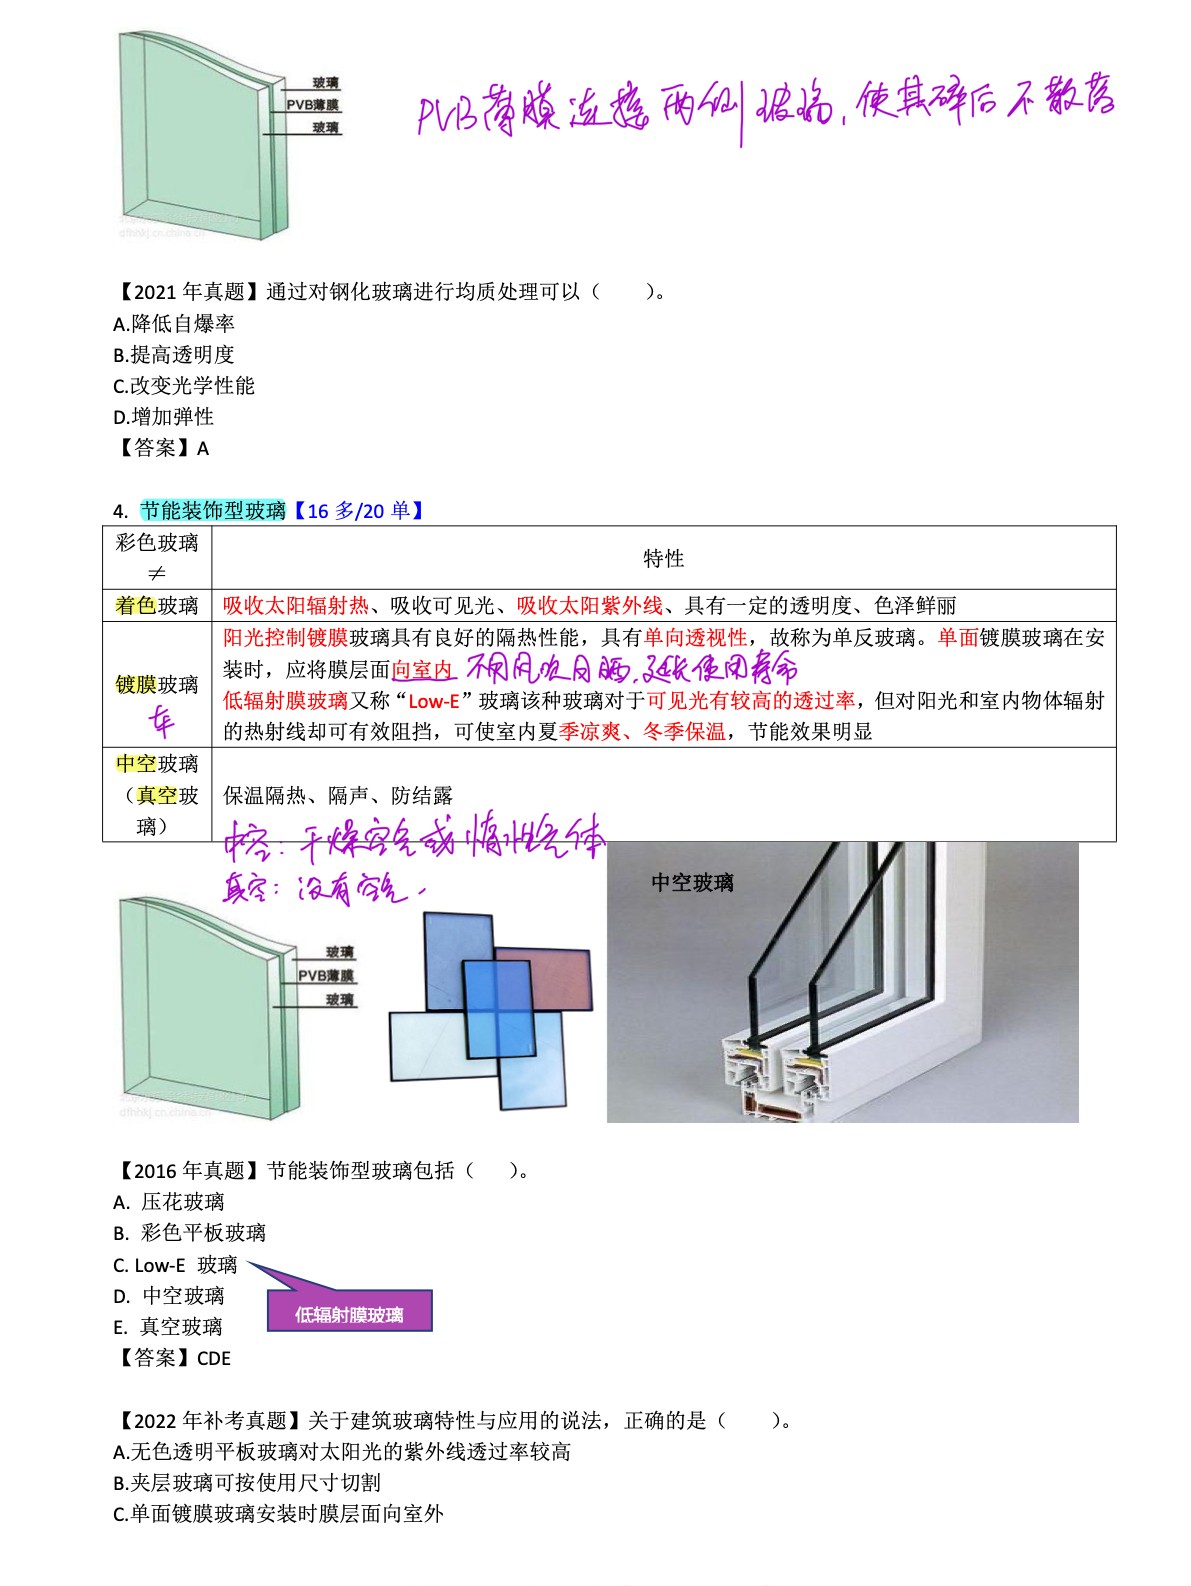 玻璃
PVB薄膜
玻璃
PVB薄膜连接两侧玻璃,使其碎后不散落
dfhhkj.cn.china.cn
【2021 年真题】通过对钢化玻璃进行均质处理可以（　　）。
A.降低自爆率
B.提高透明度
C.改变光学性能
D.增加弹性
【答案】A
4. 节能装饰型玻璃【16 多/20 单】
彩色玻璃
≠
特性
着色玻璃
吸收太阳辐射热、吸收可见光、吸收太阳紫外线、具有一定的透明度、色泽鲜丽
镀膜玻璃
车
阳光控制镀膜玻璃具有良好的隔热性能，具有单向透视性，故称为单反玻璃。单面镀膜玻璃在安
装时，应将膜层面向室内 不用风吹日晒,延长使用寿命
低辐射膜玻璃又称“Low-E”玻璃该种玻璃对于可见光有较高的透过率，但对阳光和室内物体辐射
的热射线却可有效阻挡，可使室内夏季凉爽、冬季保温，节能效果明显
中空玻璃
（真空玻
璃）
保温隔热、隔声、防结露
中空: 干燥空气或惰性气体
真空: 没有空气.
中空玻璃
玻璃
PVB薄膜
玻璃
dfhhkj.cn.china.cn
【2016 年真题】节能装饰型玻璃包括（　　）。
A. 压花玻璃
B. 彩色平板玻璃
C. Low-E 玻璃
D. 中空玻璃
低辐射膜玻璃
E. 真空玻璃
【答案】CDE
【2022 年补考真题】关于建筑玻璃特性与应用的说法，正确的是（　　）。
A.无色透明平板玻璃对太阳光的紫外线透过率较高
B.夹层玻璃可按使用尺寸切割
C.单面镀膜玻璃安装时膜层面向室外